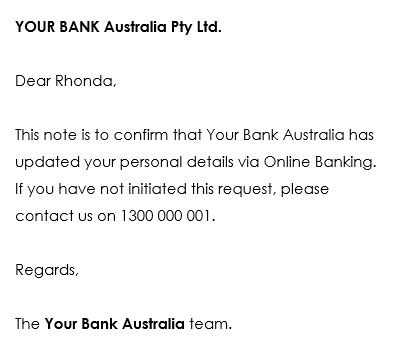 YOUR BANK Australia Pty Ltd.
Dear Rhonda,
This note is to confirm that Your Bank Australia has
updated your personal details via Online Banking.
If you have not initiated this request, please
contact us on 1300 000 001.
Regards,
The Your Bank Australia team.